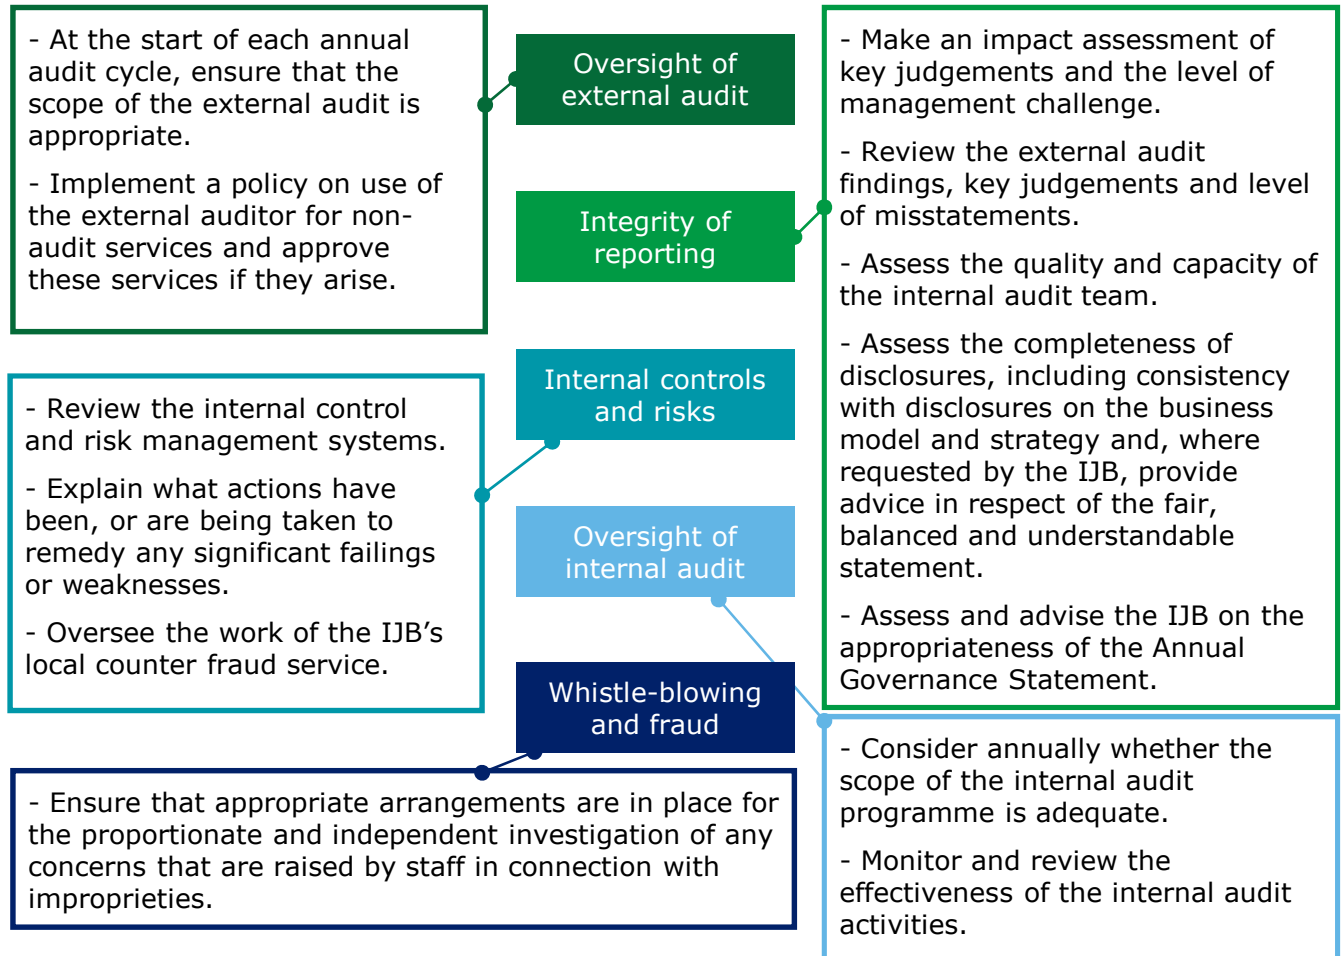 - At the start of each annual
audit cycle, ensure that the
scope of the external audit is
appropriate.
- Implement a policy on use of
the external auditor for non-
audit services and approve
these services if they arise.
Oversight of
external audit
Integrity of
reporting
- Make an impact assessment of
key judgements and the level of
management challenge.
- Review the external audit
findings, key judgements and level
of misstatements.
- Assess the quality and capacity of
the internal audit team.
- Assess the completeness of
disclosures, including consistency
with disclosures on the business
model and strategy and, where
requested by the IJB, provide
advice in respect of the fair,
balanced and understandable
statement.
- Assess and advise the IJB on the
appropriateness of the Annual
Governance Statement.
Internal controls
and risks
- Review the internal control
and risk management systems.
- Explain what actions have
been, or are being taken to
remedy any significant failings
or weaknesses.
- Oversee the work of the IJB’s
local counter fraud service.
Oversight of
internal audit
- Consider annually whether the
scope of the internal audit
programme is adequate.
- Monitor and review the
effectiveness of the internal audit
activities.
Whistle-blowing
and fraud
- Ensure that appropriate arrangements are in place for
the proportionate and independent investigation of any
concerns that are raised by staff in connection with
improprieties.